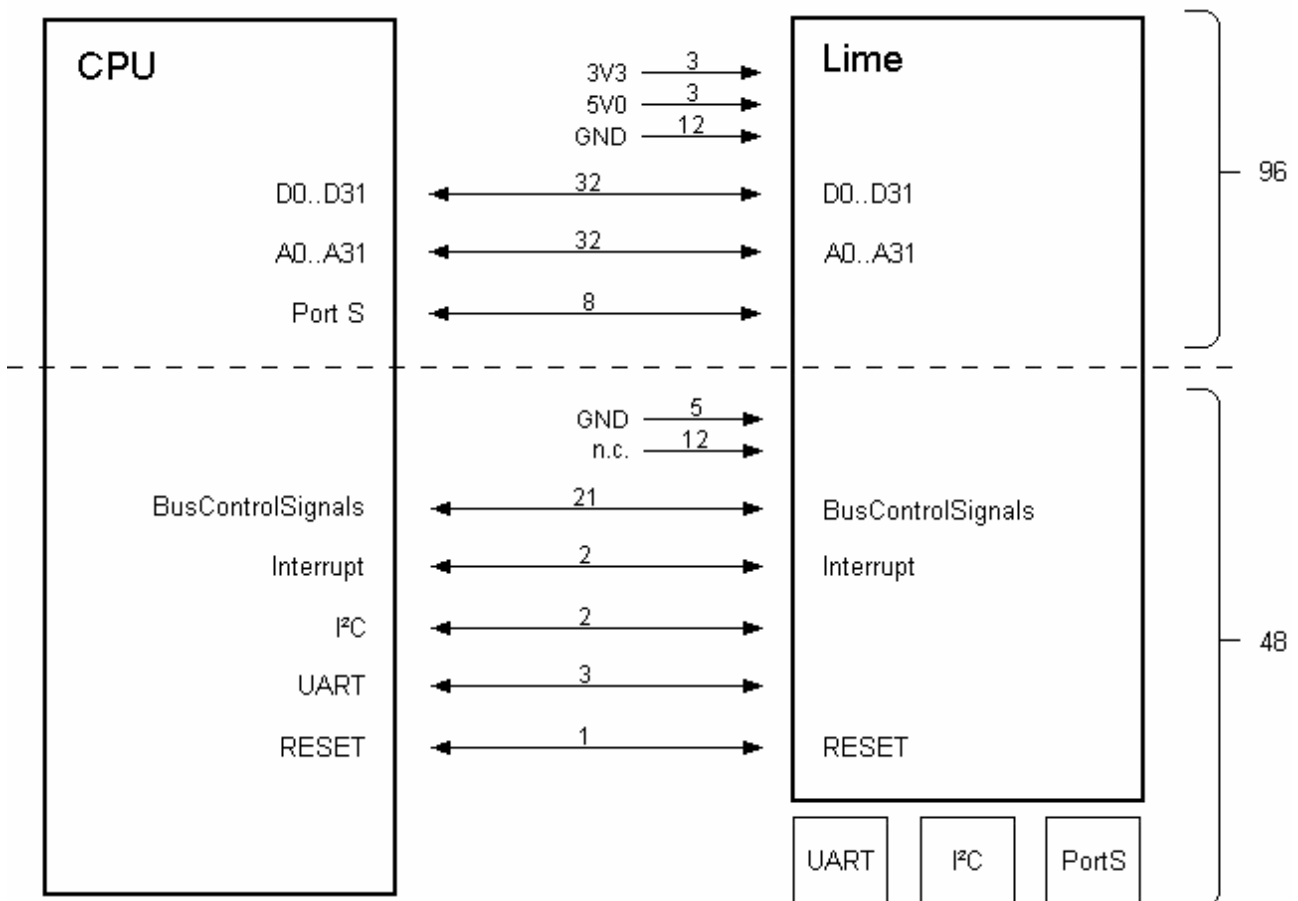 CPU
Lime
3V3 3
5V0 3
GND 12
96
D0..D31 32 D0..D31
A0..A31 32 A0..A31
Port S 8
GND 5
n.c. 12
BusControlSignals 21 BusControlSignals
Interrupt 2 Interrupt
I²C 2
48
UART 3
RESET 1 RESET
UART I²C PortS